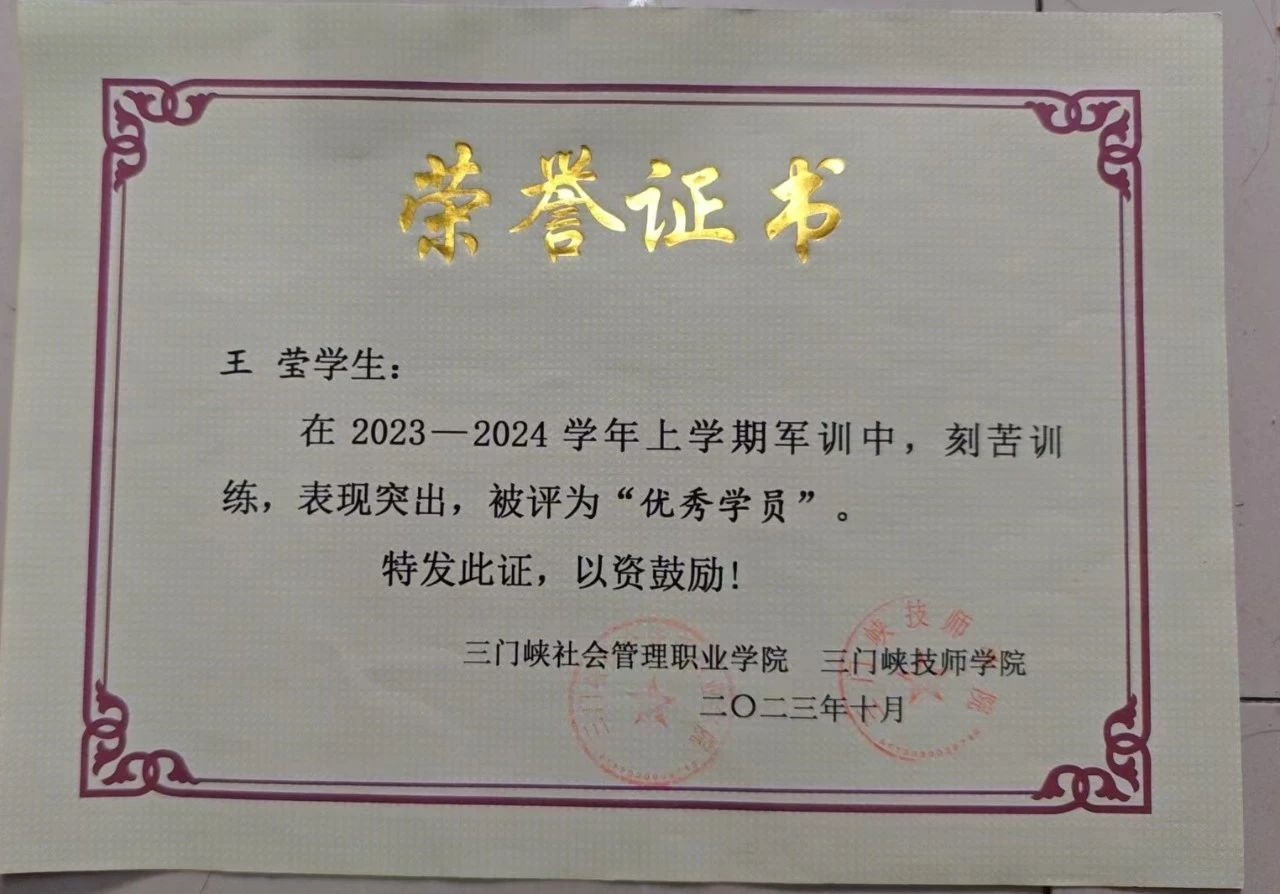 荣誉证书
王 莹学生：
在 2023—2024 学年上学期军训中，刻苦训
练，表现突出，被评为“优秀学员”。
特发此证，以资鼓励！
三门峡社会管理职业学院 三门峡技师学院
二〇二三年十月